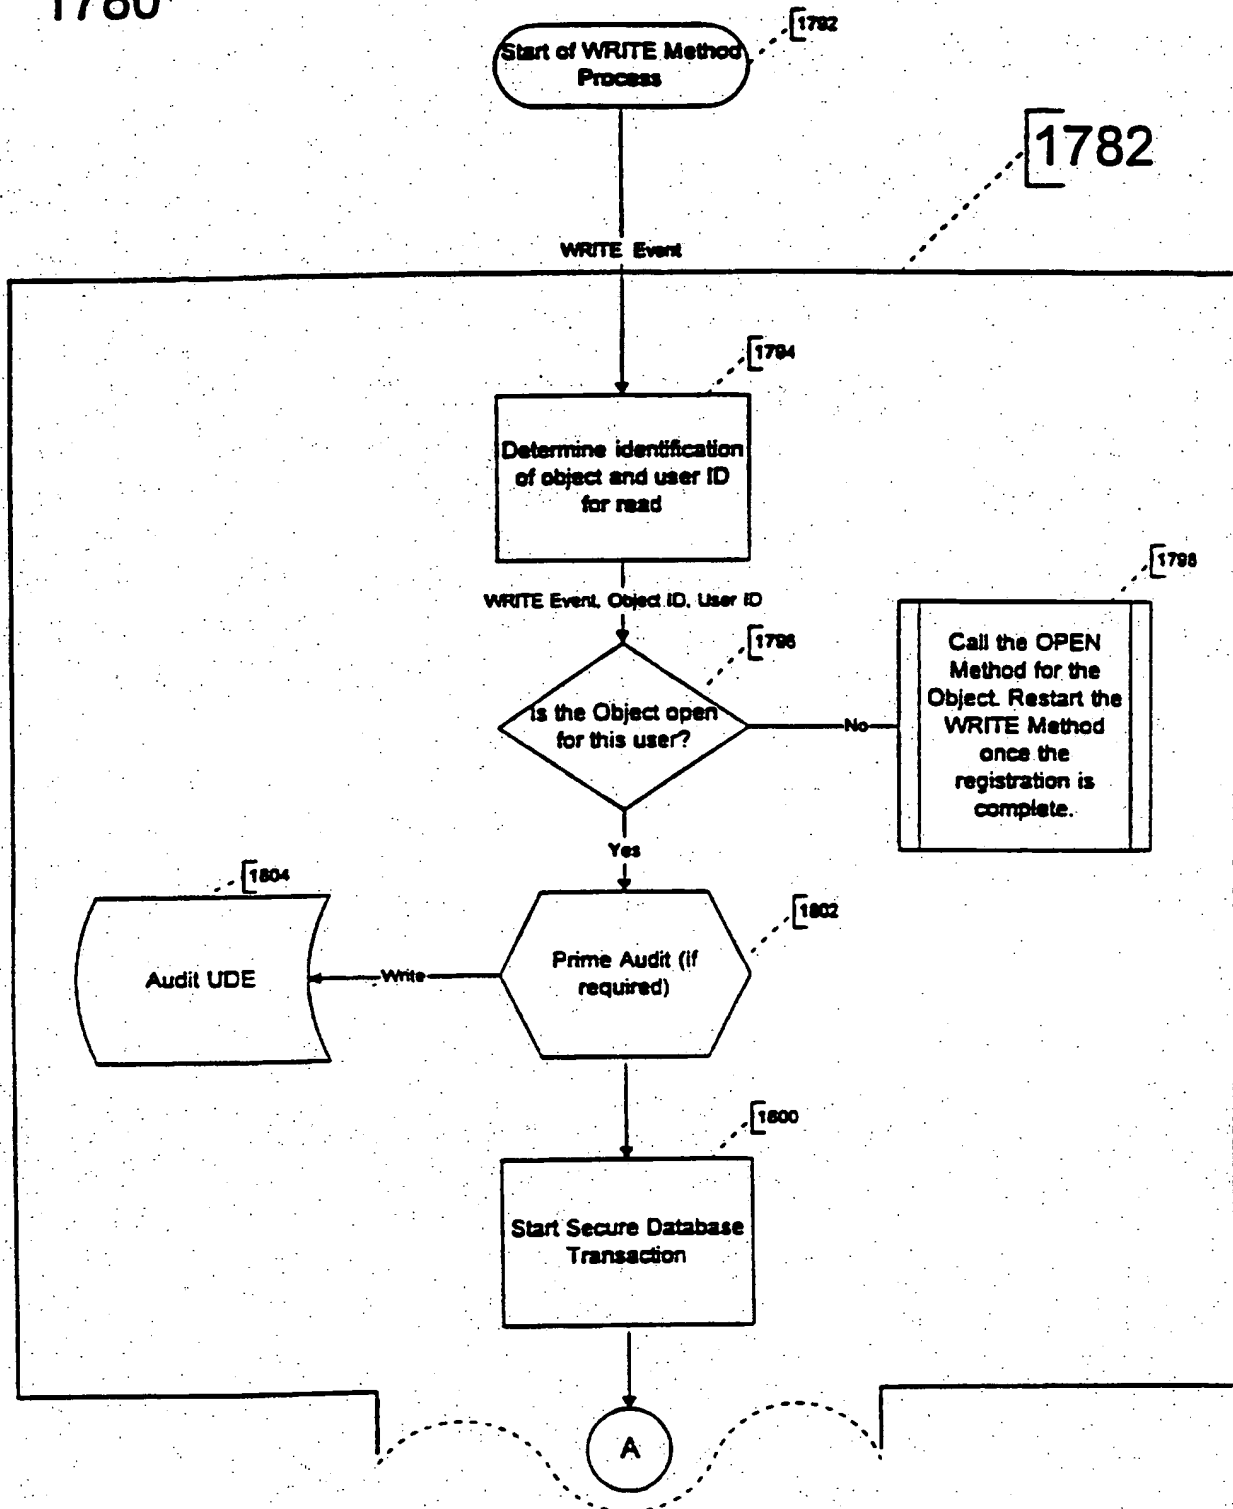 1780
Start of WRITE Method
Process
1792
1782
WRITE Event
1794
Determine identification
of object and user ID
for read
WRITE Event, Object ID, User ID
1796
Is the Object open
for this user?
No
1798
Call the OPEN
Method for the
Object. Restart the
WRITE Method
once the
registration is
complete.
Yes
1804
Audit UDE
Write
1802
Prime Audit (if
required)
1800
Start Secure Database
Transaction
A